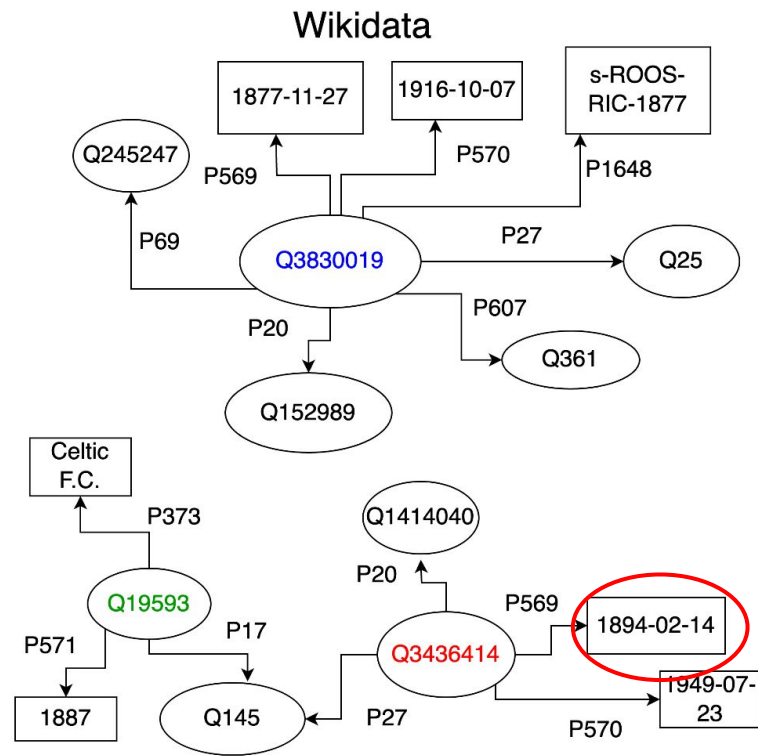 Wikidata
1877-11-27
1916-10-07
s-ROOS-
RIC-1877
Q245247
P569
P570
P1648
P69
Q3830019
P27
Q25
P20
P607
Q361
Q152989
Celtic
F.C.
P373
Q1414040
P20
Q19593
P569
1894-02-14
P571
P17
Q3436414
1887
Q145
P27
P570
1949-07-
23